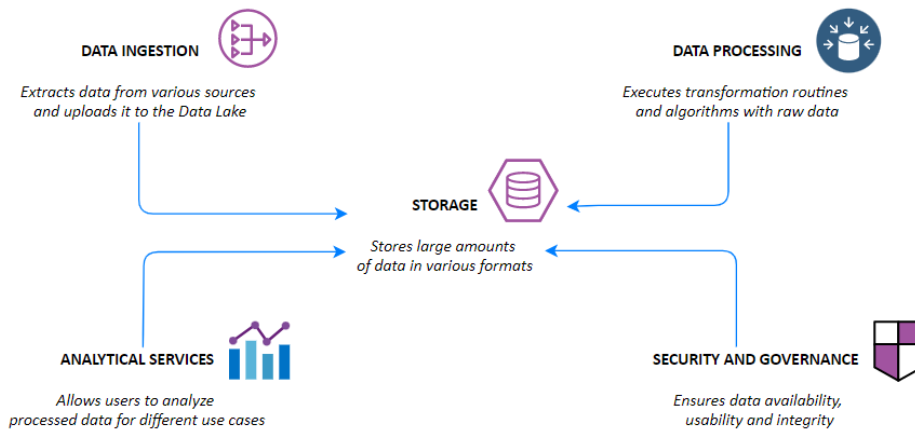 DATA INGESTION
Extracts data from various sources
and uploads it to the Data Lake
DATA PROCESSING
Executes transformation routines
and algorithms with raw data
STORAGE
Stores large amounts
of data in various formats
ANALYTICAL SERVICES
Allows users to analyze
processed data for different use cases
SECURITY AND GOVERNANCE
Ensures data availability,
usability and integrity